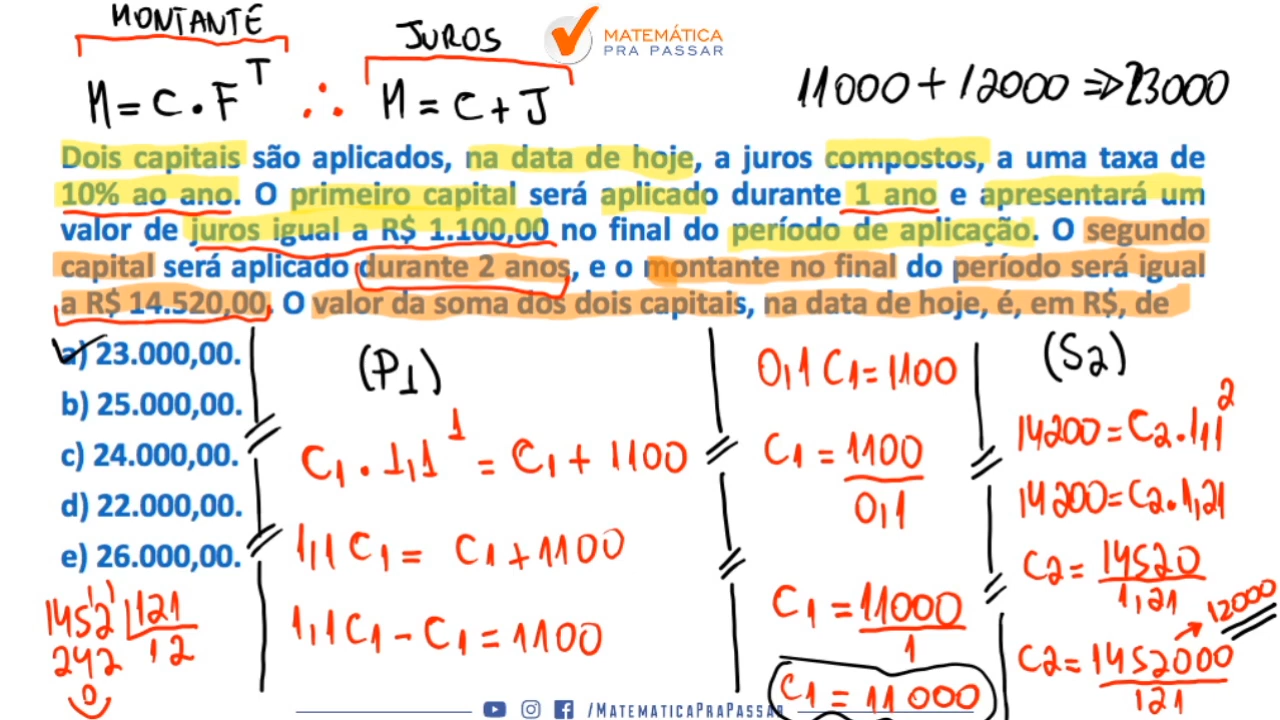 MONTANTE
M = C . F^T ∴
JUROS
M = C + J
MATEMÁTICA
PRA PASSAR
11000 + 12000 ⇒ 23000
Dois capitais são aplicados, na data de hoje, a juros compostos, a uma taxa de
10% ao ano. O primeiro capital será aplicado durante 1 ano e apresentará um
valor de juros igual a R$ 1.100,00 no final do período de aplicação. O segundo
capital será aplicado durante 2 anos, e o montante no final do período será igual
a R$ 14.520,00. O valor da soma dos dois capitais, na data de hoje, é, em R$, de
a) 23.000,00.
b) 25.000,00.
c) 24.000,00.
d) 22.000,00.
e) 26.000,00.
1452 | 121
242 12
0
(P1)
C1 . 1,1^1 = C1 + 1100
1,1 C1 = C1 + 1100
1,1 C1 - C1 = 1100
0,1 C1 = 1100
C1 = 1100
0,1
C1 = 11000
1
C1 = 11000
(S2)
14200 = C2 . 1,1^2
14200 = C2 . 1,21
C2 = 14520
1,21
12000
C2 = 1452000
121
/MATEMATICAPRAPASSAR